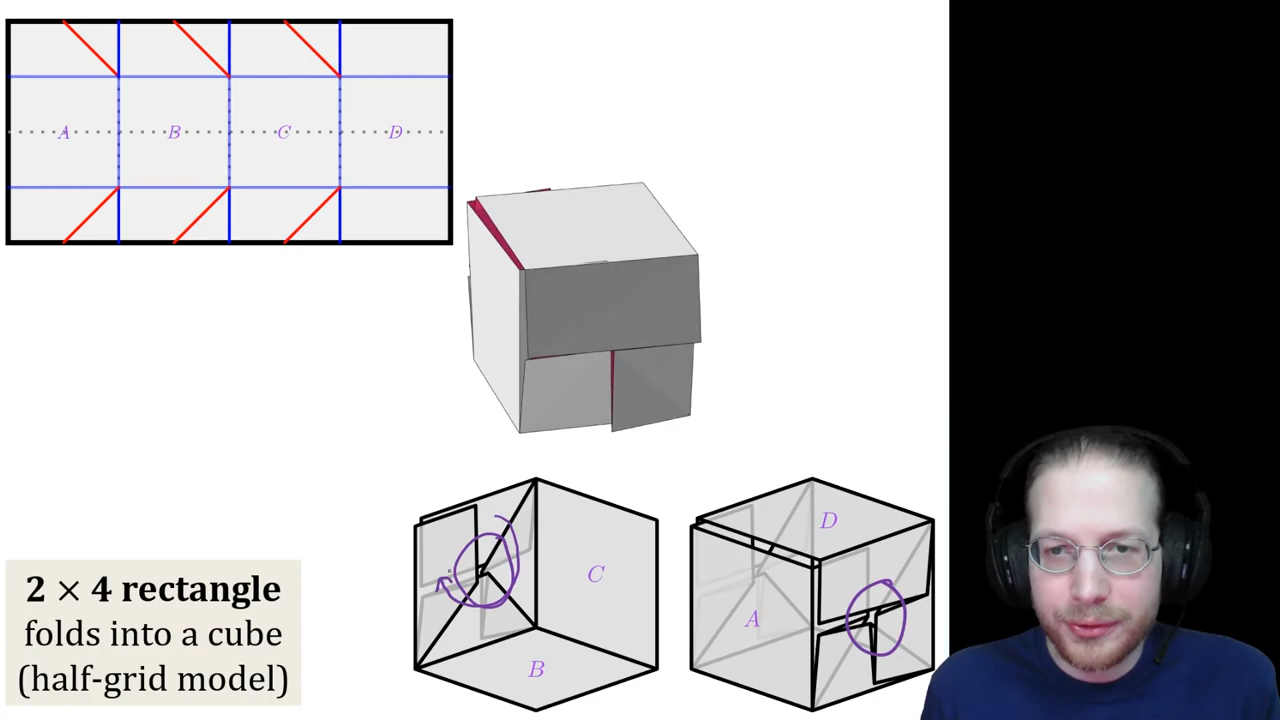 A B C D
C
D
A
B
2 × 4 rectangle
folds into a cube
(half-grid model)